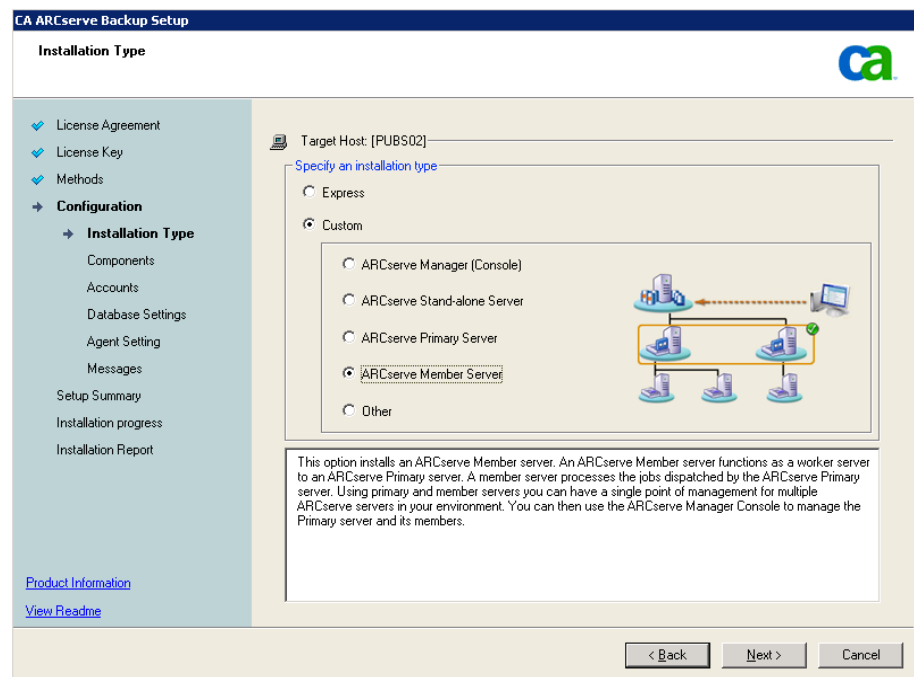 CA ARCserve Backup Setup
Installation Type
ca
License Agreement
License Key
Methods
Configuration
Installation Type
Components
Accounts
Database Settings
Agent Setting
Messages
Setup Summary
Installation progress
Installation Report
Product Information
View Readme
Target Host: [PUBS02]
Specify an installation type
Express
Custom
ARCserve Manager (Console)
ARCserve Stand-alone Server
ARCserve Primary Server
ARCserve Member Server
Other
This option installs an ARCserve Member server. An ARCserve Member server functions as a worker server
to an ARCserve Primary server. A member server processes the jobs dispatched by the ARCserve Primary
server. Using primary and member servers you can have a single point of management for multiple
ARCserve servers in your environment. You can then use the ARCserve Manager Console to manage the
Primary server and its members.
< Back
Next >
Cancel